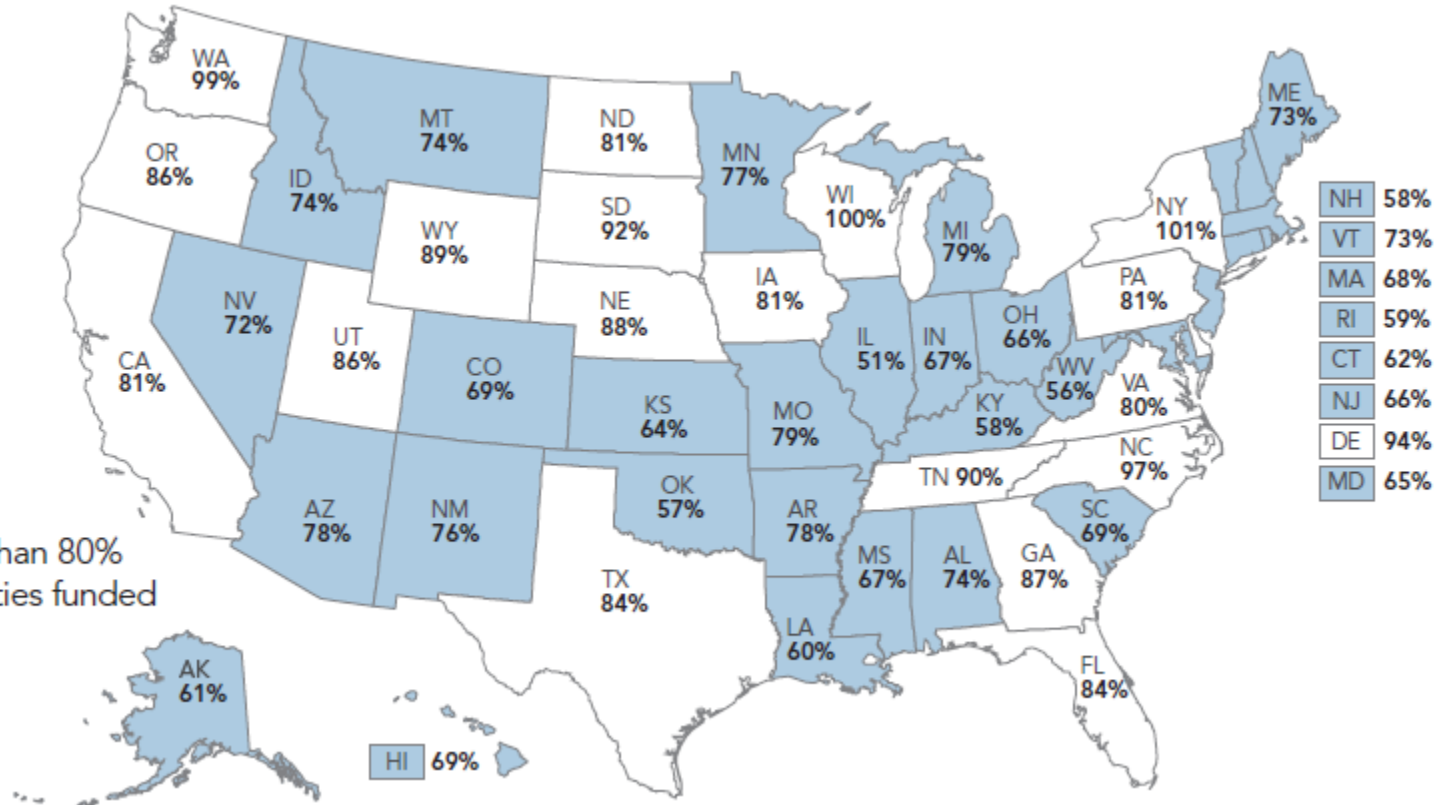 WA
99%
MT
74%
ND
81%
MN
77%
ME
73%
OR
86%
ID
74%
WY
89%
SD
92%
WI
100%
MI
79%
NY
101%
NH 58%
VT 73%
MA 68%
RI 59%
CT 62%
NJ 66%
DE 94%
MD 65%
NV
72%
UT
86%
CO
69%
NE
88%
IA
81%
IL
51%
IN
67%
OH
66%
PA
81%
CA
81%
KS
64%
MO
79%
KY
58%
WV
56%
VA
80%
AZ
78%
NM
76%
OK
57%
AR
78%
TN 90%
NC
97%
SC
69%
TX
84%
LA
60%
MS
67%
AL
74%
GA
87%
FL
84%
han 80%
ties funded
AK
61%
HI 69%